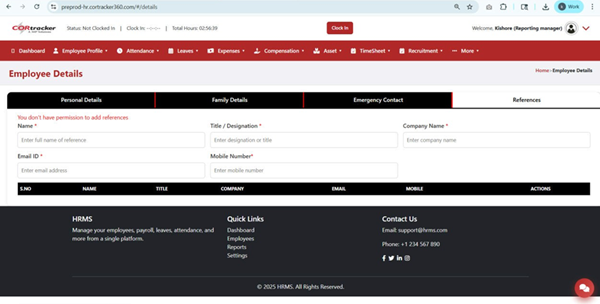 preprod-hr.cortracker360.com/#/details
Work
CORtracker
Status: Not Clocked In | Clock In: --:--:-- | Total Hours: 02:56:39
Clock In
Welcome: Kishore (Reporting manager)
Dashboard Employee Profile Attendance Leaves Expenses Compensation Asset TimeSheet Recruitment More
Employee Details
Home › Employee Details
Personal Details Family Details Emergency Contact References
You don't have permission to add references
Name * Title / Designation * Company Name *
Enter full name of reference Enter designation or title Enter company name
Email ID * Mobile Number*
Enter email address Enter mobile number
S.NO NAME TITLE COMPANY EMAIL MOBILE ACTIONS
HRMS Quick Links Contact Us
Manage your employees, payroll, leaves, attendance, and Dashboard Email: support@hrms.com
more from a single platform. Employees
Reports Phone: +1 234 567 890
Settings
© 2025 HRMS. All Rights Reserved.